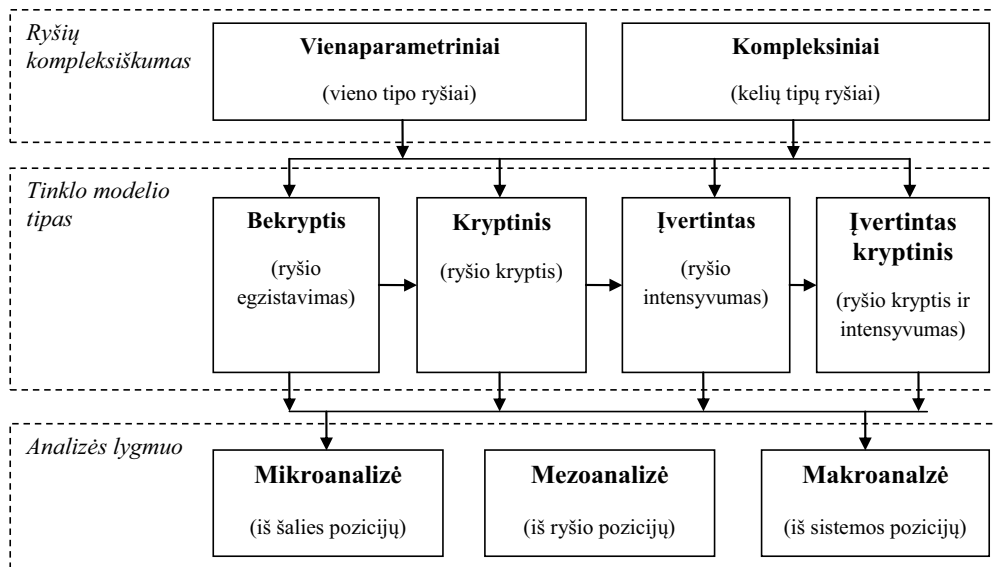 Ryšių
kompleksiškumas
Vienaparametriniai
(vieno tipo ryšiai)
Kompleksiniai
(kelių tipų ryšiai)
Tinklo modelio
tipas
Bekryptis
(ryšio
egzistavimas)
Kryptinis
(ryšio kryptis)
Įvertintas
(ryšio
intensyvumas)
Įvertintas
kryptinis
(ryšio kryptis ir
intensyvumas)
Analizės lygmuo
Mikroanalizė
(iš šalies pozicijų)
Mezoanalizė
(iš ryšio pozicijų)
Makroanalzė
(iš sistemos pozicijų)